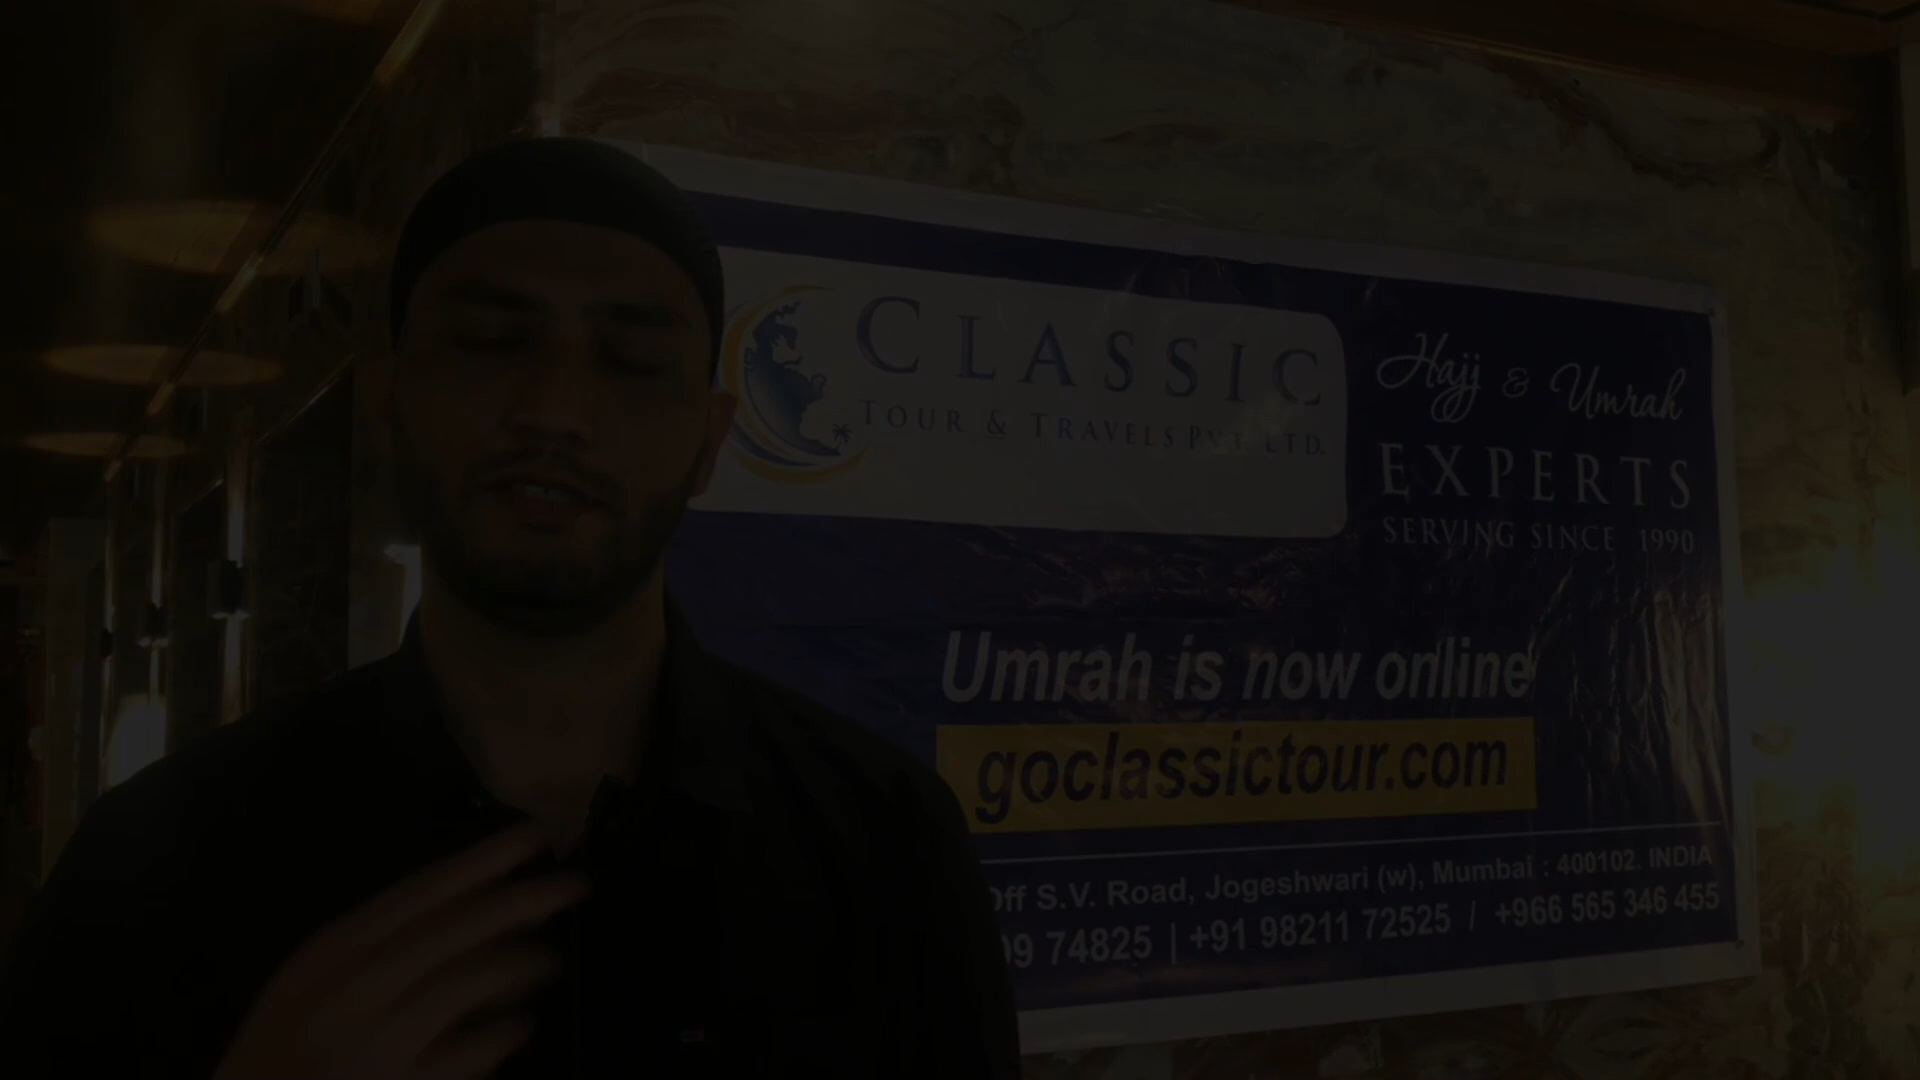 CLASSIC
TOUR & TRAVELS PVT. LTD.
Hajj & Umrah
EXPERTS
SERVING SINCE 1990
Umrah is now online
goclassictour.com
Off S.V. Road, Jogeshwari (w), Mumbai : 400102. INDIA
99 74825 | +91 98211 72525 / +966 565 346 455